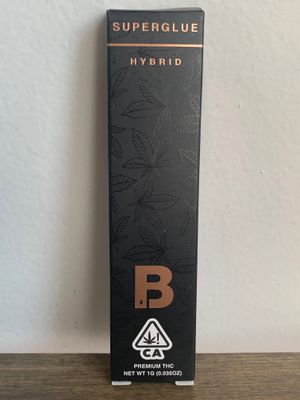 SUPERGLUE
HYBRID
B
!
CA
PREMIUM THC
NET WT 1G (0.035OZ)